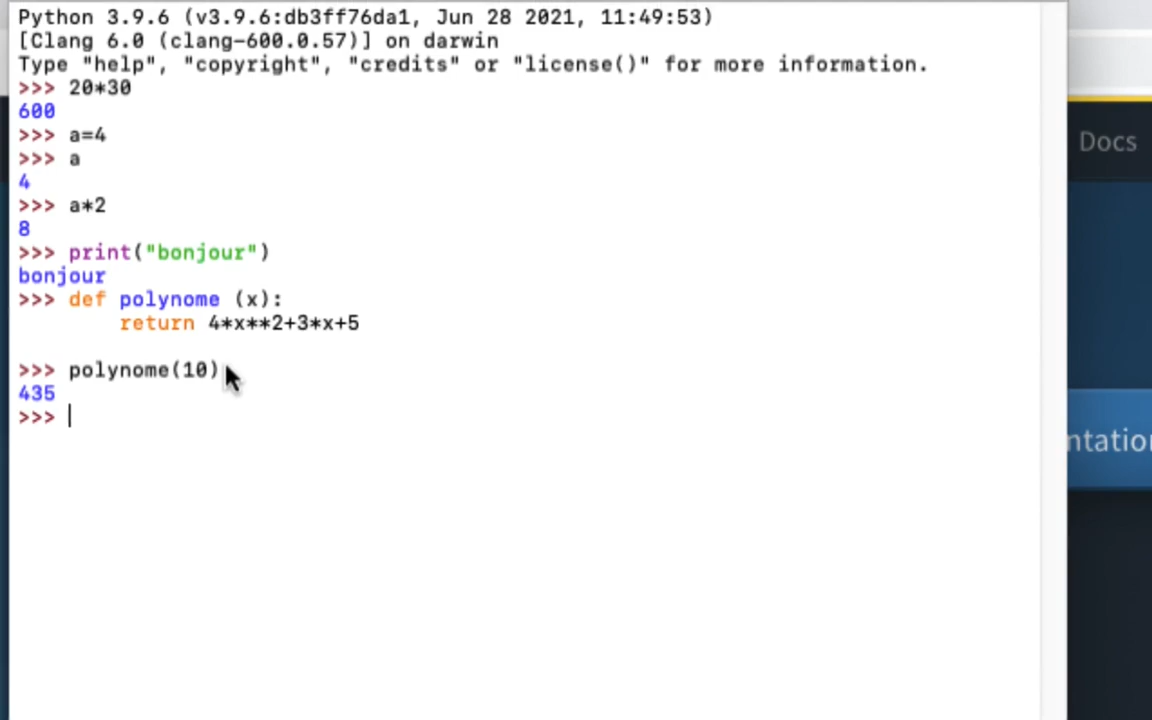 Python 3.9.6 (v3.9.6:db3ff76da1, Jun 28 2021, 11:49:53)
[Clang 6.0 (clang-600.0.57)] on darwin
Type "help", "copyright", "credits" or "license()" for more information.
>>> 20*30
600
>>> a=4
>>> a
4
>>> a*2
8
>>> print("bonjour")
bonjour
>>> def polynome (x):
        return 4*x**2+3*x+5
>>> polynome(10)
435
>>>
Docs
ntation